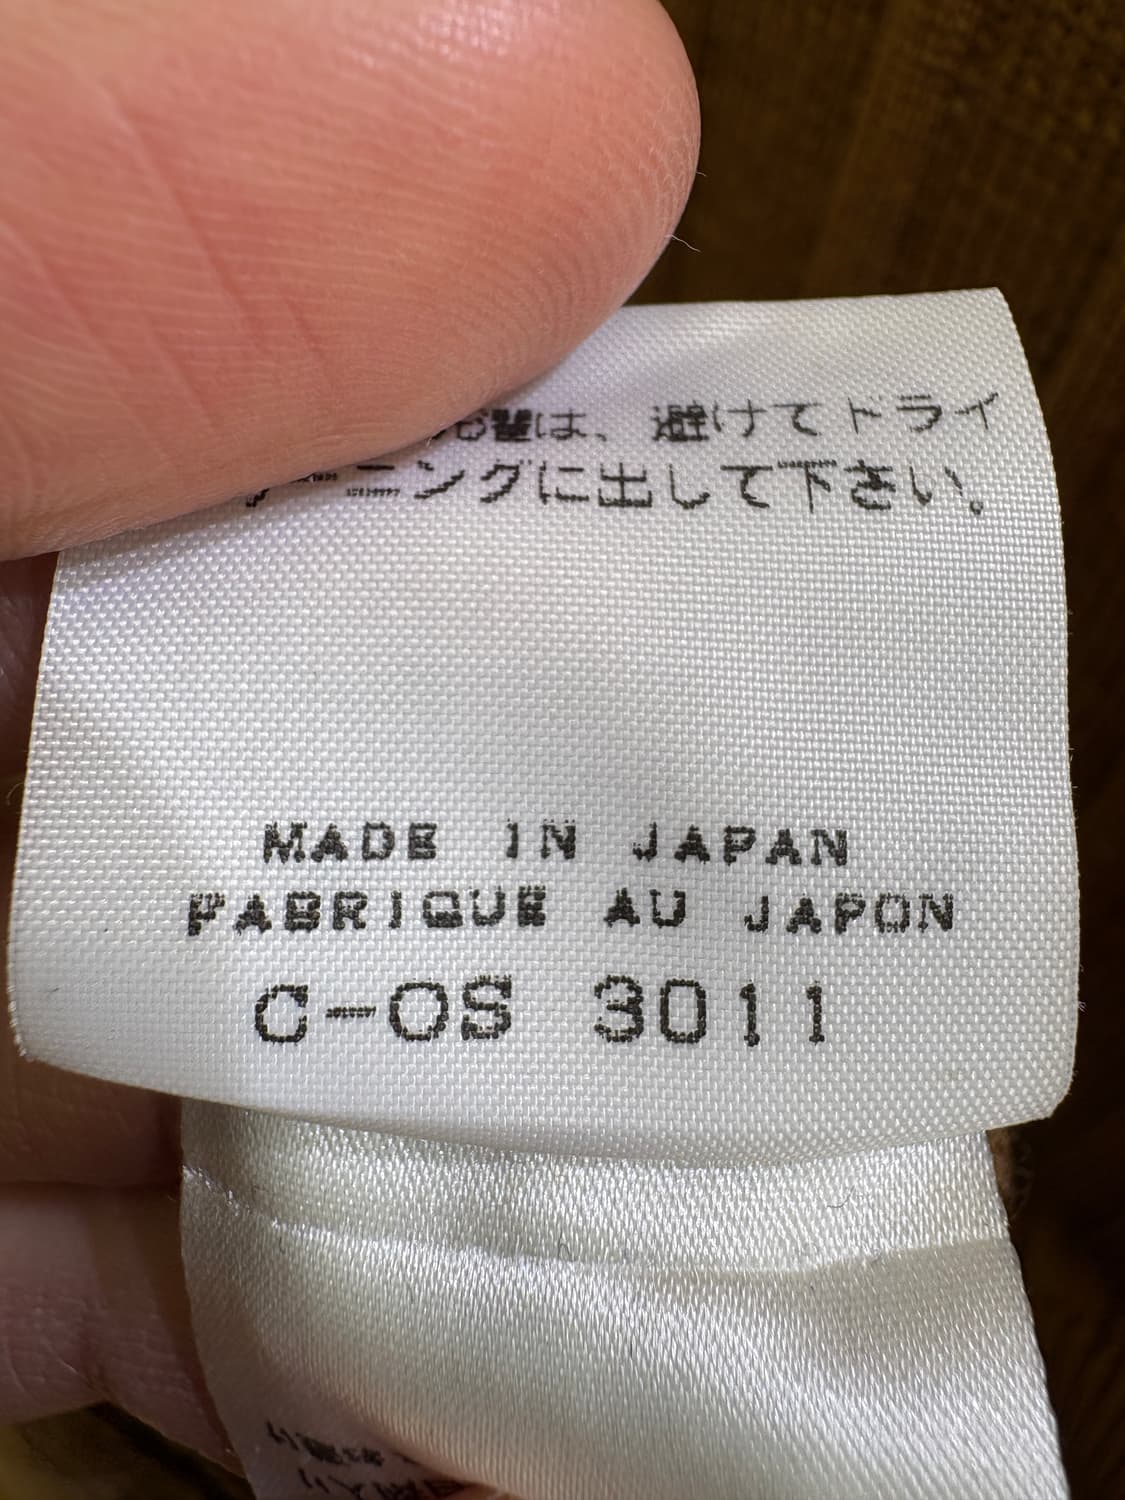 は、避けてドライ
ーニングに出して下さい。
MADE IN JAPAN
FABRIQUE AU JAPON
C-OS 3011